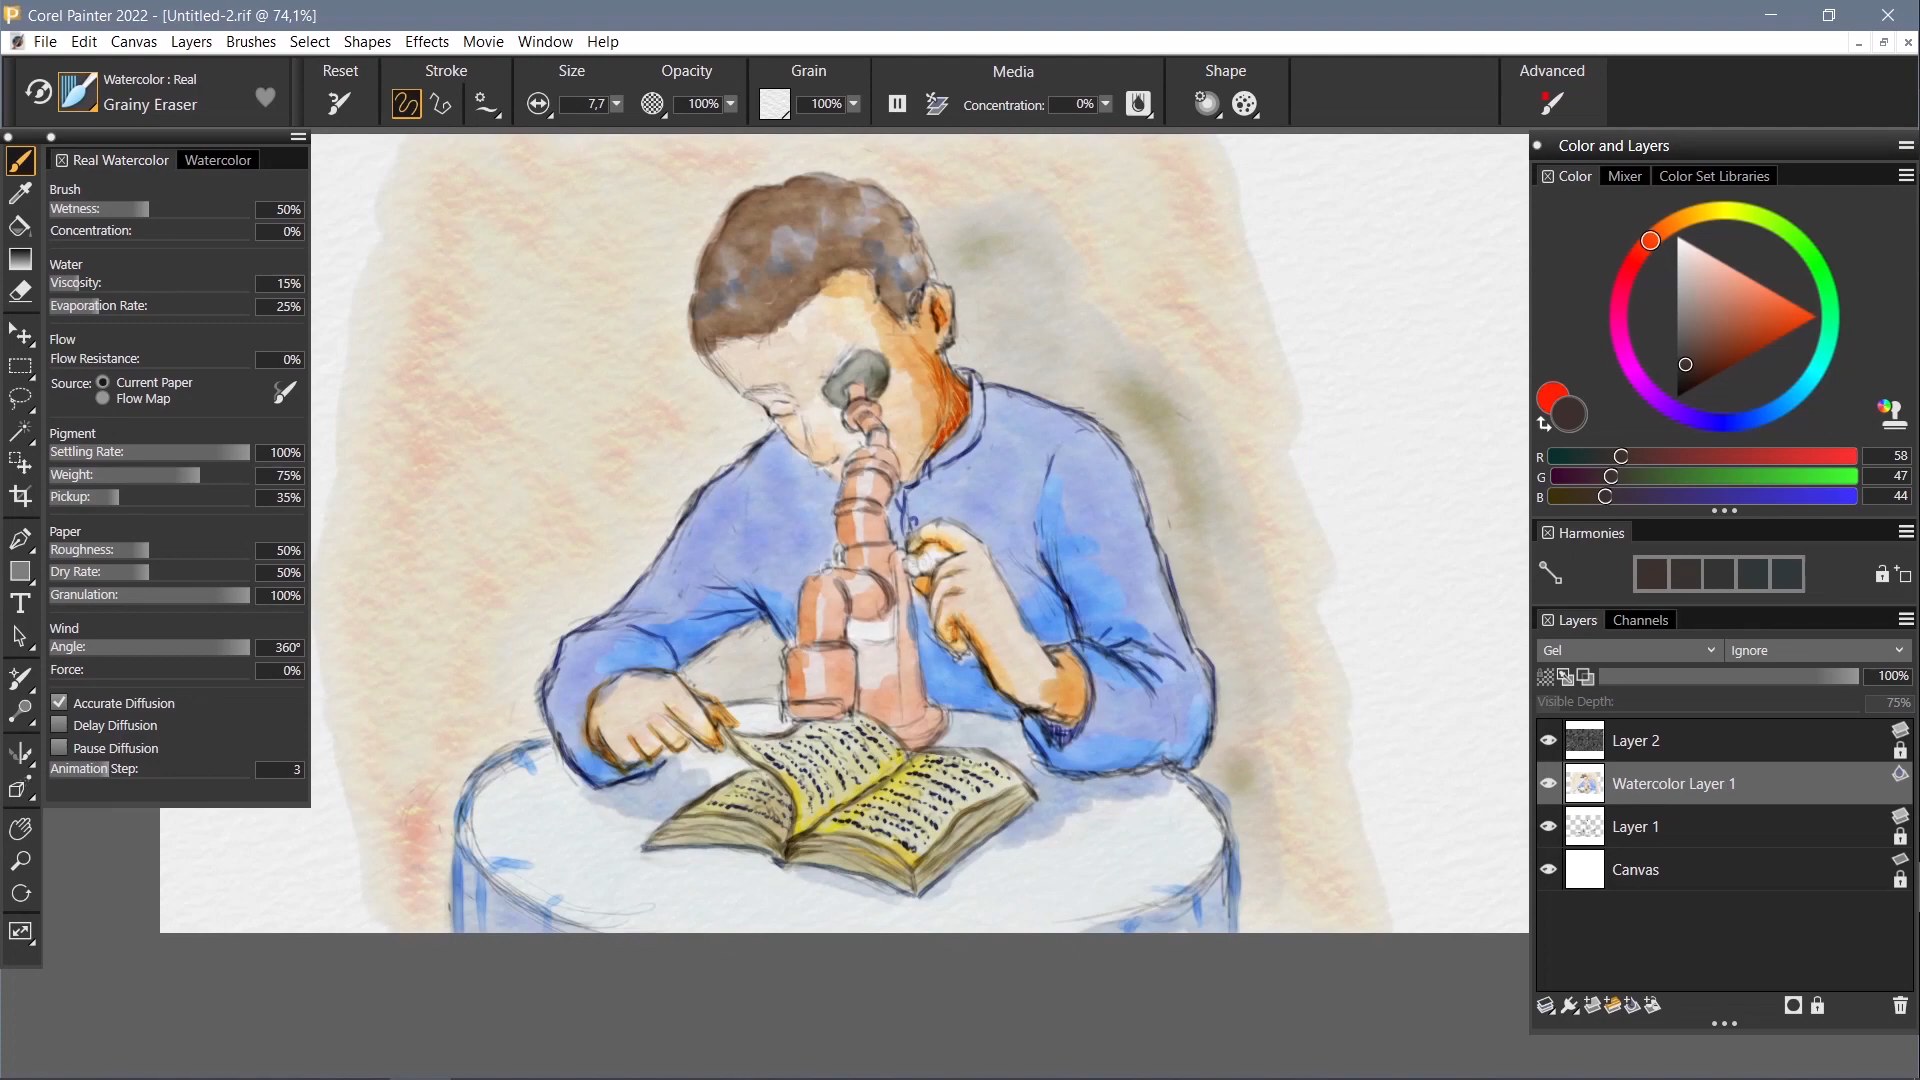 Corel Painter 2022 - [Untitled-2.rif @ 74,1%]
File Edit Canvas Layers Brushes Select Shapes Effects Movie Window Help
Watercolor : Real
Grainy Eraser
Reset
Stroke
Size
7,7
Opacity
100%
Grain
100%
Media
Concentration: 0%
Shape
Advanced
Real Watercolor Watercolor
Brush
Wetness: 50%
Concentration: 0%
Water
Viscosity: 15%
Evaporation Rate: 25%
Flow
Flow Resistance: 0%
Source: Current Paper
Flow Map
Pigment
Settling Rate: 100%
Weight: 75%
Pickup: 35%
Paper
Roughness: 50%
Dry Rate: 50%
Granulation: 100%
Wind
Angle: 360°
Force: 0%
Accurate Diffusion
Delay Diffusion
Pause Diffusion
Animation Step: 3
Color and Layers
Color Mixer Color Set Libraries
R 58
G 47
B 44
Harmonies
Layers Channels
Gel Ignore
100%
Visible Depth: 75%
Layer 2
Watercolor Layer 1
Layer 1
Canvas